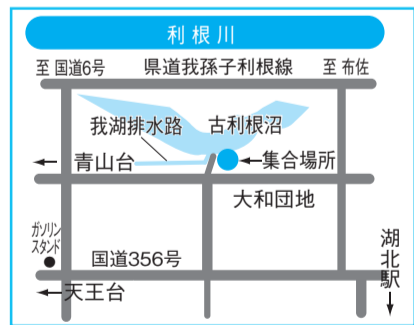 利根川
至 国道6号
県道我孫子利根線
至 布佐
我湖排水路
古利根沼
青山台
集合場所
大和団地
ガソリン
スタンド
国道356号
湖北駅
天王台